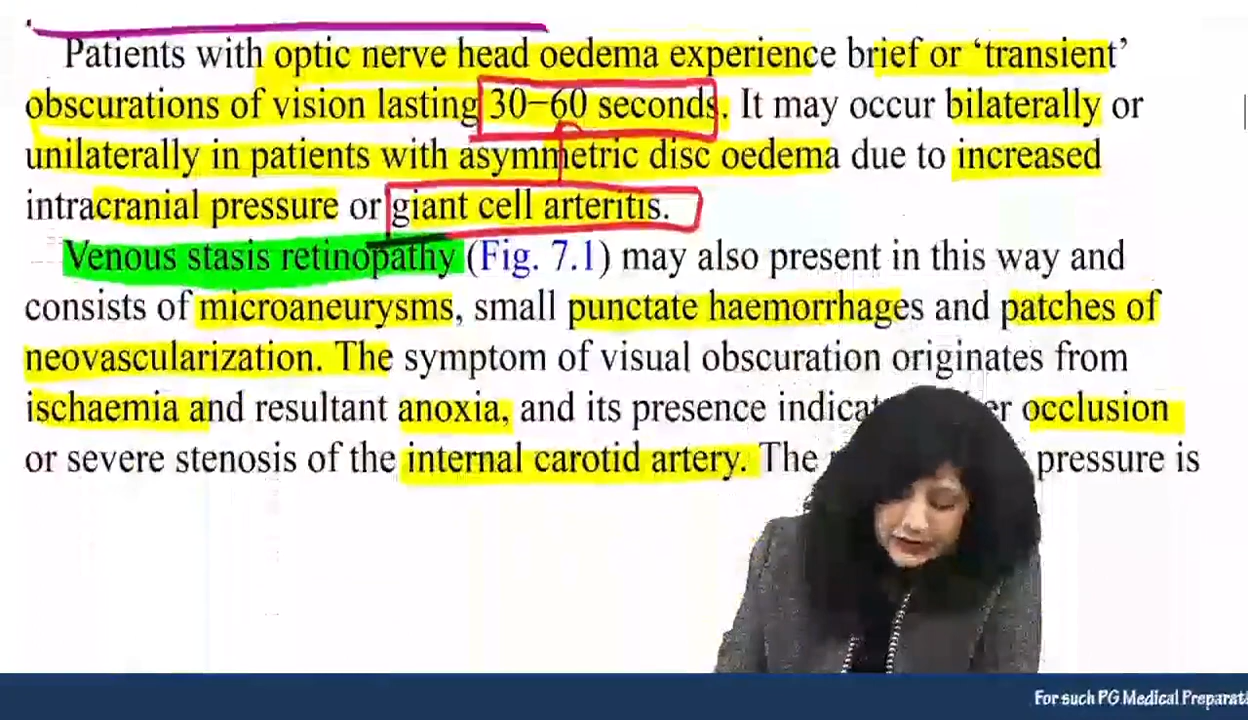 Patients with optic nerve head oedema experience brief or ‘transient’
obscurations of vision lasting 30–60 seconds. It may occur bilaterally or
unilaterally in patients with asymmetric disc oedema due to increased
intracranial pressure or giant cell arteritis.
Venous stasis retinopathy (Fig. 7.1) may also present in this way and
consists of microaneurysms, small punctate haemorrhages and patches of
neovascularization. The symptom of visual obscuration originates from
ischaemia and resultant anoxia, and its presence occlusion
or severe stenosis of the internal carotid artery. The pressure is
For such PG Medical